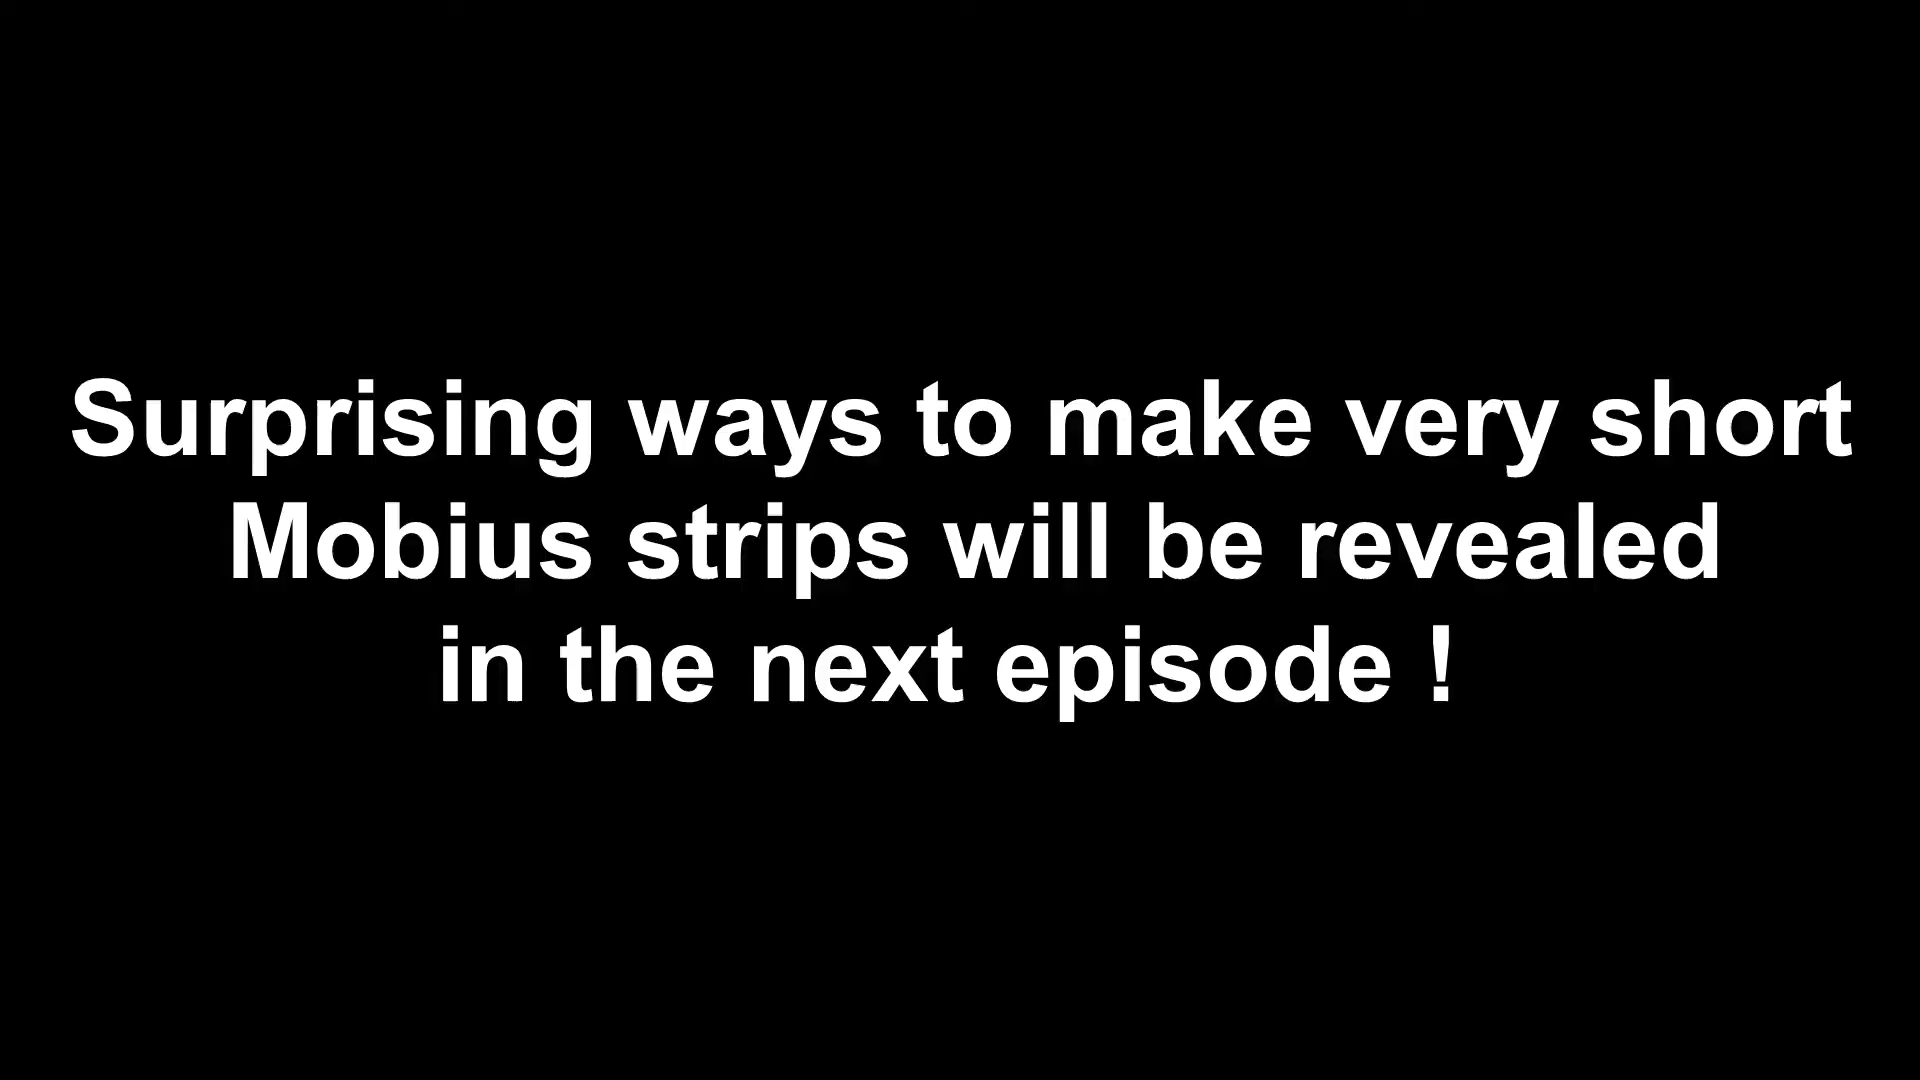 Surprising ways to make very short
Mobius strips will be revealed
in the next episode !